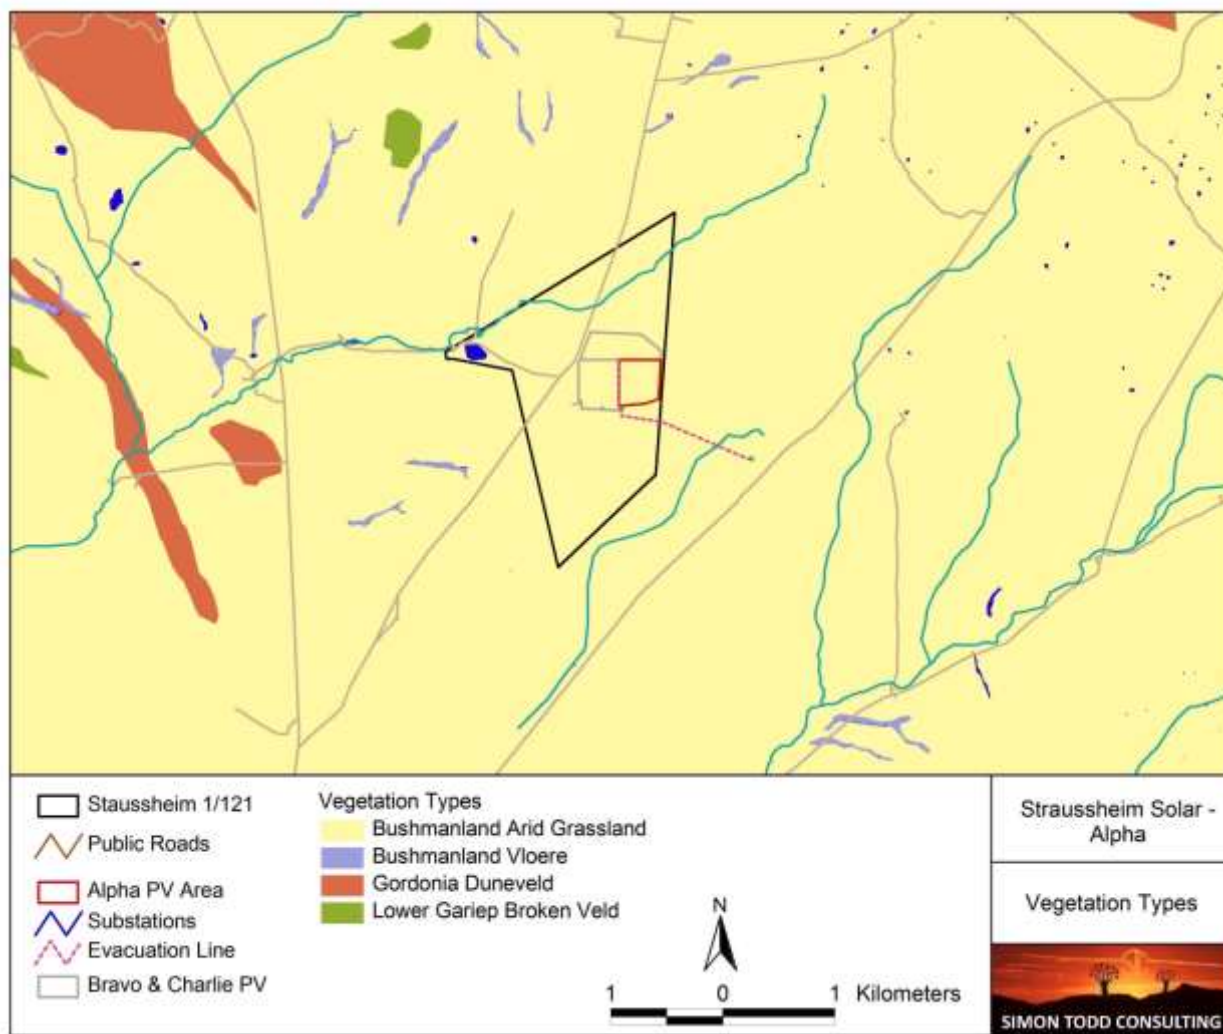 Staussheim 1/121
Public Roads
Alpha PV Area
Substations
Evacuation Line
Bravo & Charlie PV
Vegetation Types
Bushmanland Arid Grassland
Bushmanland Vloere
Gordonia Duneveld
Lower Gariep Broken Veld
N
1 0 1 Kilometers
Straussheim Solar -
Alpha
Vegetation Types
SIMON TODD CONSULTING